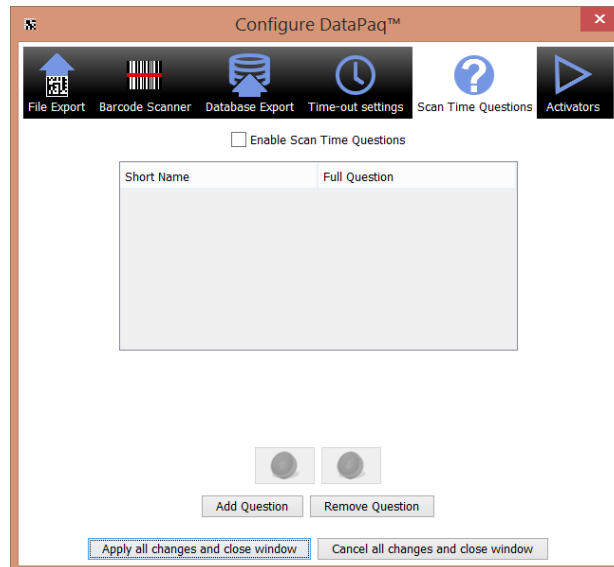 Configure DataPaq™
File Export Barcode Scanner Database Export Time-out settings Scan Time Questions Activators
Enable Scan Time Questions
Short Name Full Question
Add Question Remove Question
Apply all changes and close window Cancel all changes and close window